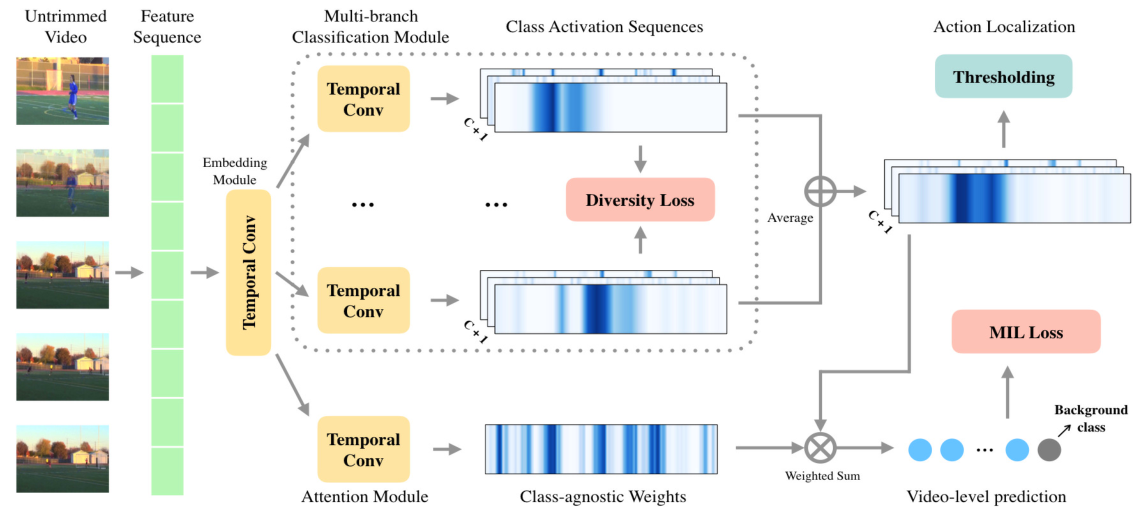 Untrimmed
Video
Feature
Sequence
Multi-branch
Classification Module
Class Activation Sequences
Action Localization
Embedding
Module
Temporal Conv
Temporal
Conv
C + 1
...
...
Diversity Loss
Temporal
Conv
C + 1
Average
Thresholding
C + 1
MIL Loss
Temporal
Conv
Attention Module
Class-agnostic Weights
Weighted Sum
...
Background
class
Video-level prediction